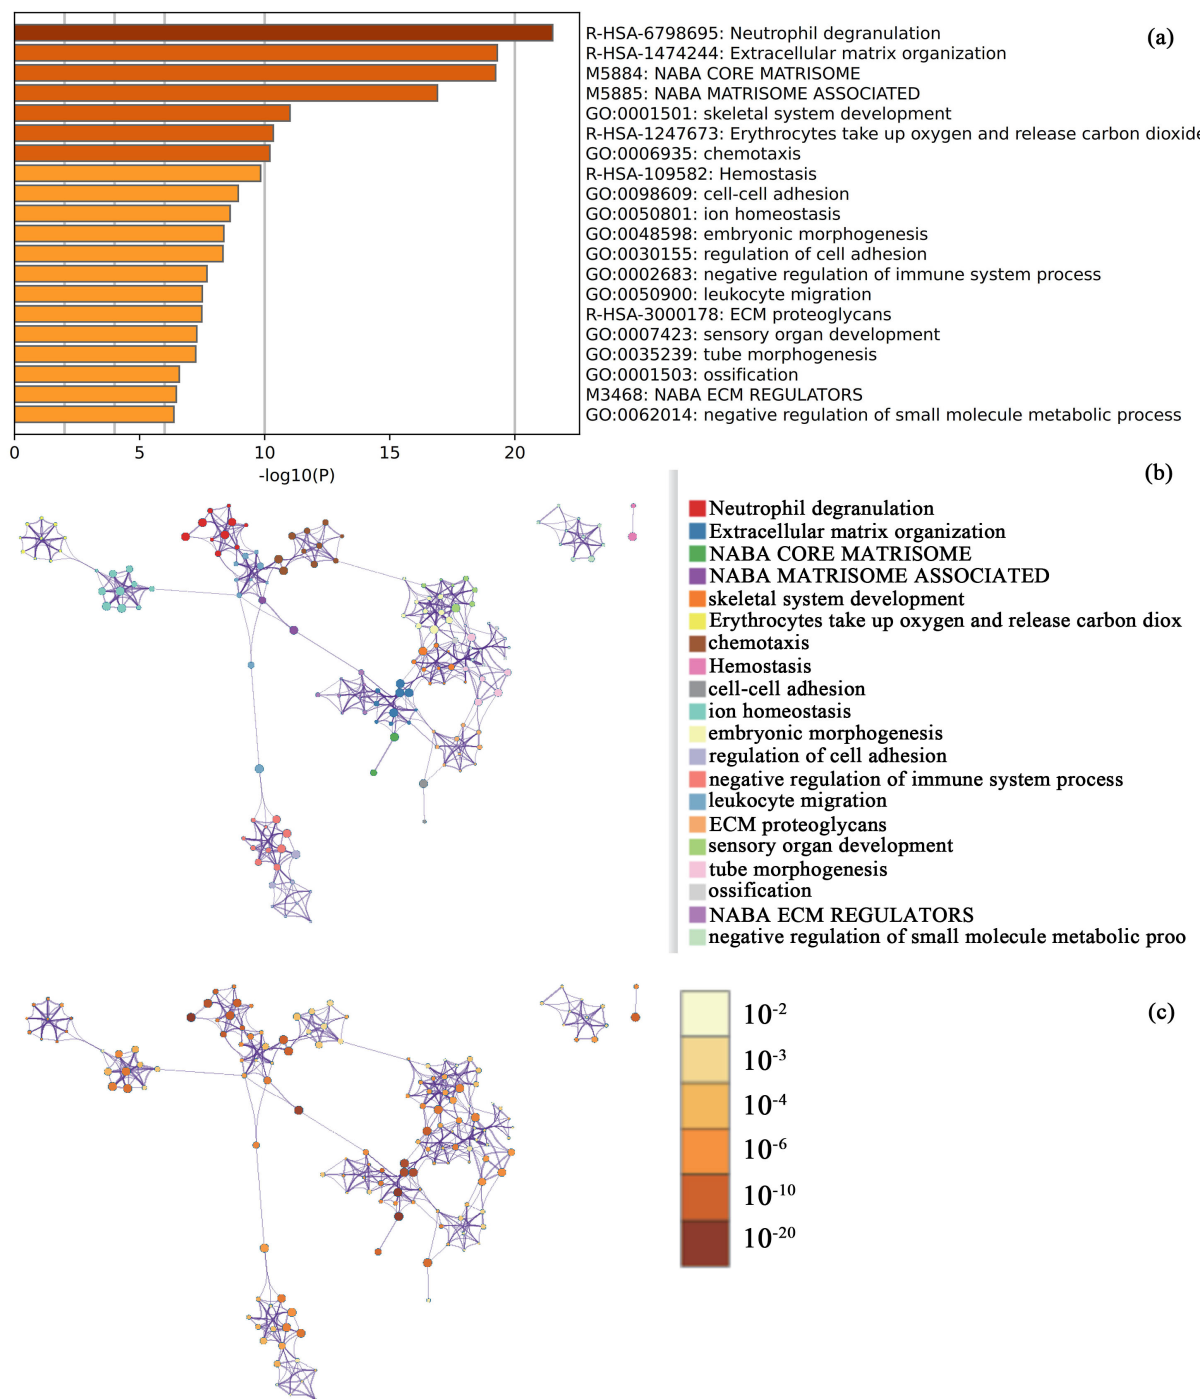 R-HSA-6798695: Neutrophil degranulation
(a)
R-HSA-1474244: Extracellular matrix organization
M5884: NABA CORE MATRISOME
M5885: NABA MATRISOME ASSOCIATED
GO:0001501: skeletal system development
R-HSA-1247673: Erythrocytes take up oxygen and release carbon dioxide
GO:0006935: chemotaxis
R-HSA-109582: Hemostasis
GO:0098609: cell-cell adhesion
GO:0050801: ion homeostasis
GO:0048598: embryonic morphogenesis
GO:0030155: regulation of cell adhesion
GO:0002683: negative regulation of immune system process
GO:0050900: leukocyte migration
R-HSA-3000178: ECM proteoglycans
GO:0007423: sensory organ development
GO:0035239: tube morphogenesis
GO:0001503: ossification
M3468: NABA ECM REGULATORS
GO:0062014: negative regulation of small molecule metabolic process
0 5 10 15 20
-log10(P)
(b)
Neutrophil degranulation
Extracellular matrix organization
NABA CORE MATRISOME
NABA MATRISOME ASSOCIATED
skeletal system development
Erythrocytes take up oxygen and release carbon diox
chemotaxis
Hemostasis
cell-cell adhesion
ion homeostasis
embryonic morphogenesis
regulation of cell adhesion
negative regulation of immune system process
leukocyte migration
ECM proteoglycans
sensory organ development
tube morphogenesis
ossification
NABA ECM REGULATORS
negative regulation of small molecule metabolic proo
(c)
10⁻²
10⁻³
10⁻⁴
10⁻⁶
10⁻¹⁰
10⁻²⁰